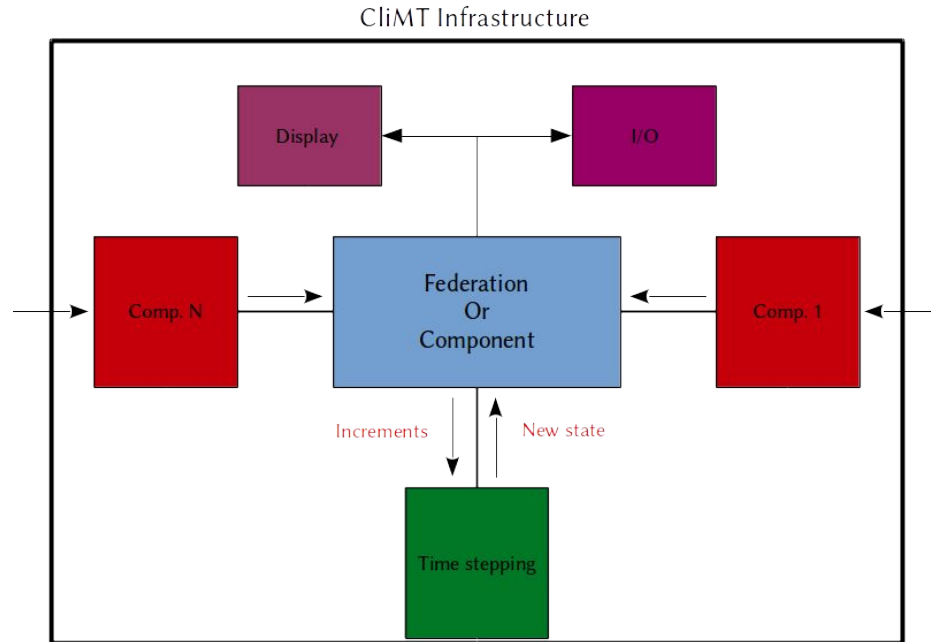 CliMT Infrastructure
Display
I/O
Comp. N
Federation
Or
Component
Comp. 1
Increments
New state
Time stepping